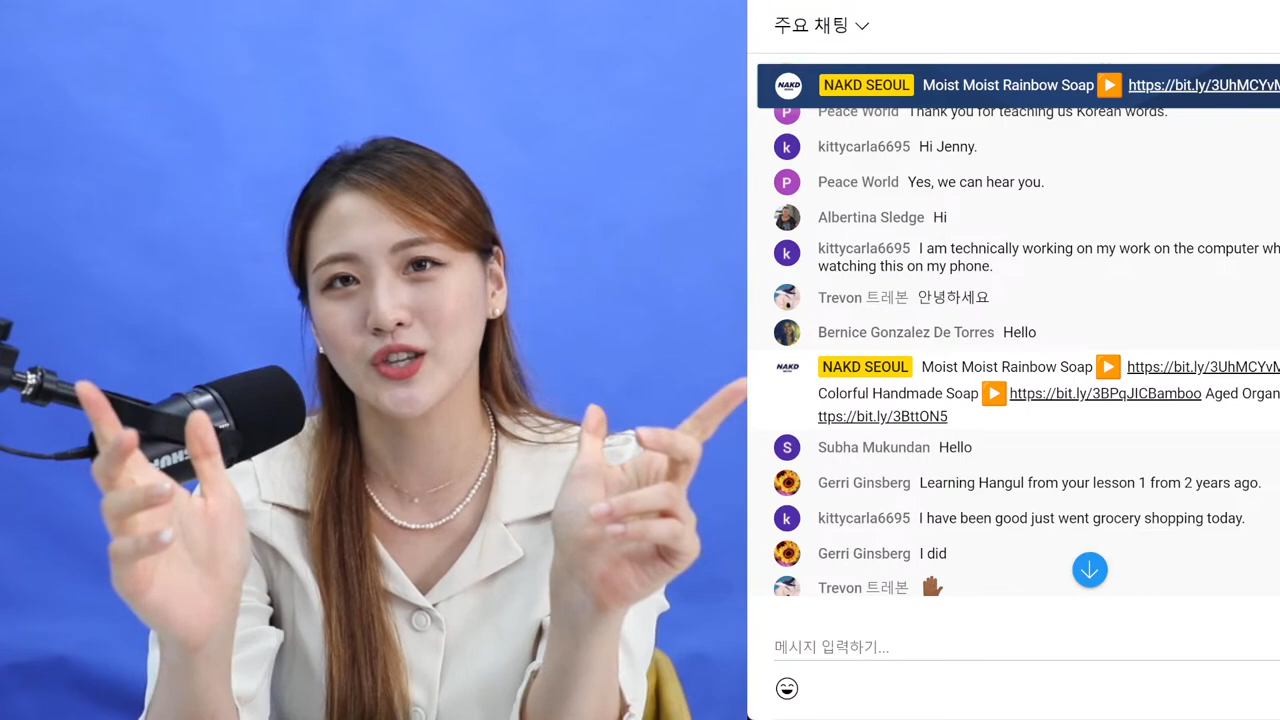 주요 채팅
NAKD SEOUL Moist Moist Rainbow Soap https://bit.ly/3UhMCYvM
Peace World Thank you for teaching us Korean words.
kittycarla6695 Hi Jenny.
Peace World Yes, we can hear you.
Albertina Sledge Hi
kittycarla6695 I am technically working on my work on the computer wh
watching this on my phone.
Trevon 트레본 안녕하세요
Bernice Gonzalez De Torres Hello
NAKD SEOUL Moist Moist Rainbow Soap https://bit.ly/3UhMCYvM
Colorful Handmade Soap https://bit.ly/3BPqJICBamboo Aged Organ
ttps://bit.ly/3BttON5
Subha Mukundan Hello
Gerri Ginsberg Learning Hangul from your lesson 1 from 2 years ago.
kittycarla6695 I have been good just went grocery shopping today.
Gerri Ginsberg I did
Trevon 트레본
메시지 입력하기...
SHURE